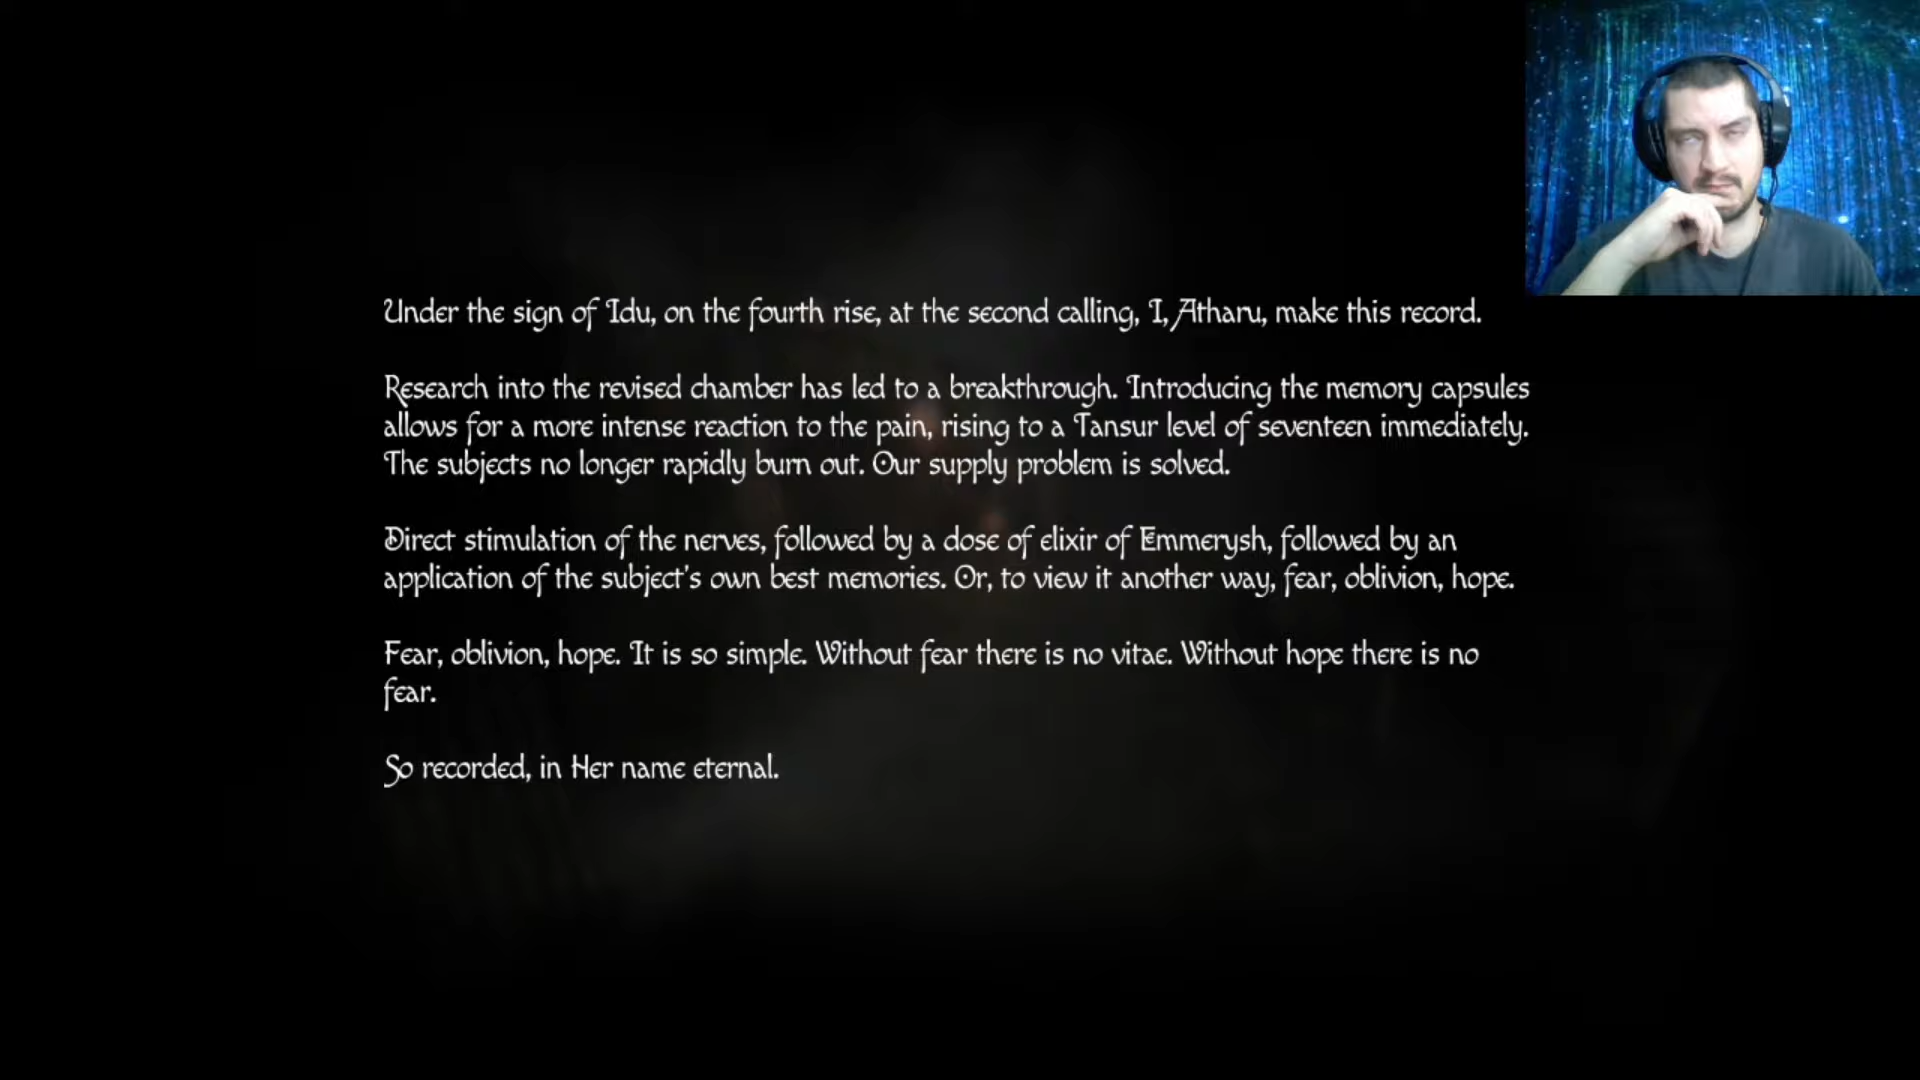 Under the sign of Idu, on the fourth rise, at the second calling, I, Atharu, make this record.
Research into the revised chamber has led to a breakthrough. Introducing the memory capsules
allows for a more intense reaction to the pain, rising to a Tansur level of seventeen immediately.
The subjects no longer rapidly burn out. Our supply problem is solved.
Direct stimulation of the nerves, followed by a dose of elixir of Emmerysh, followed by an
application of the subject's own best memories. Or, to view it another way, fear, oblivion, hope.
Fear, oblivion, hope. It is so simple. Without fear there is no vitae. Without hope there is no
fear.
So recorded, in Her name eternal.